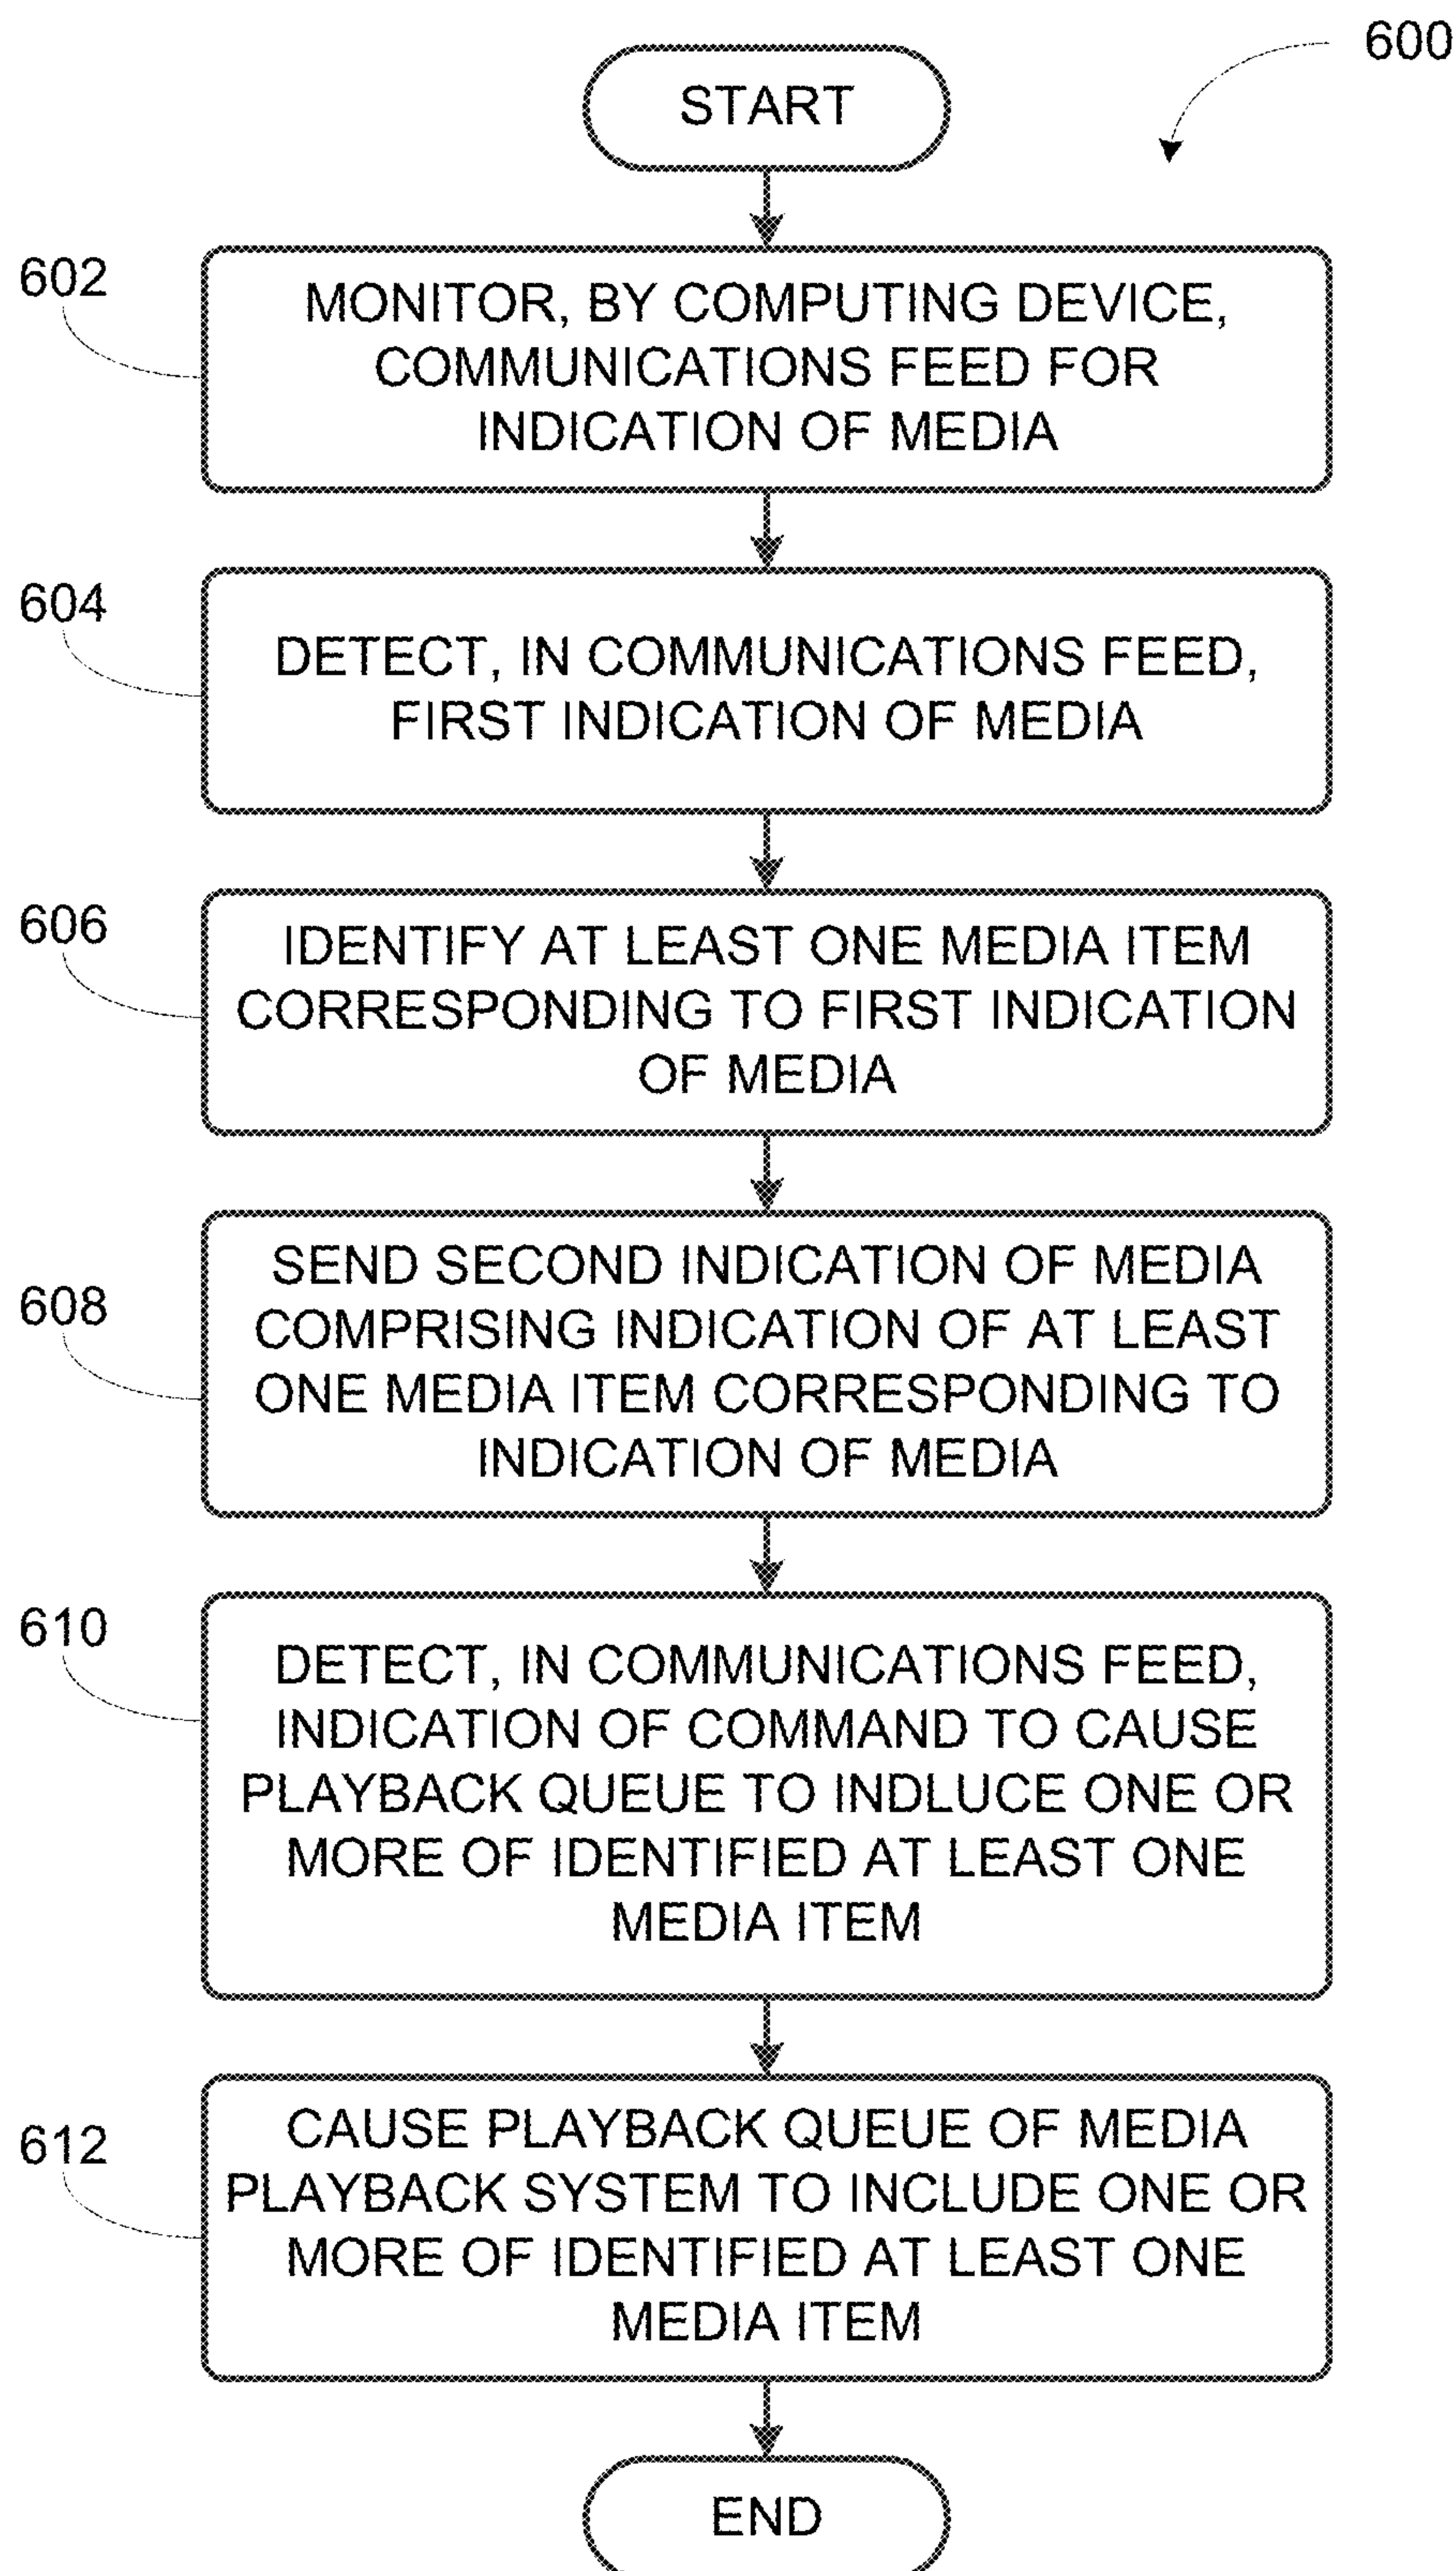 600
START
602
MONITOR, BY COMPUTING DEVICE,
COMMUNICATIONS FEED FOR
INDICATION OF MEDIA
604
DETECT, IN COMMUNICATIONS FEED,
FIRST INDICATION OF MEDIA
606
IDENTIFY AT LEAST ONE MEDIA ITEM
CORRESPONDING TO FIRST INDICATION
OF MEDIA
608
SEND SECOND INDICATION OF MEDIA
COMPRISING INDICATION OF AT LEAST
ONE MEDIA ITEM CORRESPONDING TO
INDICATION OF MEDIA
610
DETECT, IN COMMUNICATIONS FEED,
INDICATION OF COMMAND TO CAUSE
PLAYBACK QUEUE TO INDLUCE ONE OR
MORE OF IDENTIFIED AT LEAST ONE
MEDIA ITEM
612
CAUSE PLAYBACK QUEUE OF MEDIA
PLAYBACK SYSTEM TO INCLUDE ONE OR
MORE OF IDENTIFIED AT LEAST ONE
MEDIA ITEM
END